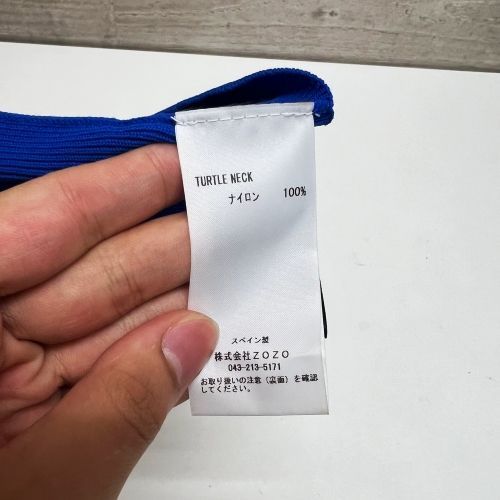 TURTLE NECK
ナイロン 100%
スペイン製
株式会社ZOZO
043-213-5171
お取り扱いの注意(裏面)を確認
してください。